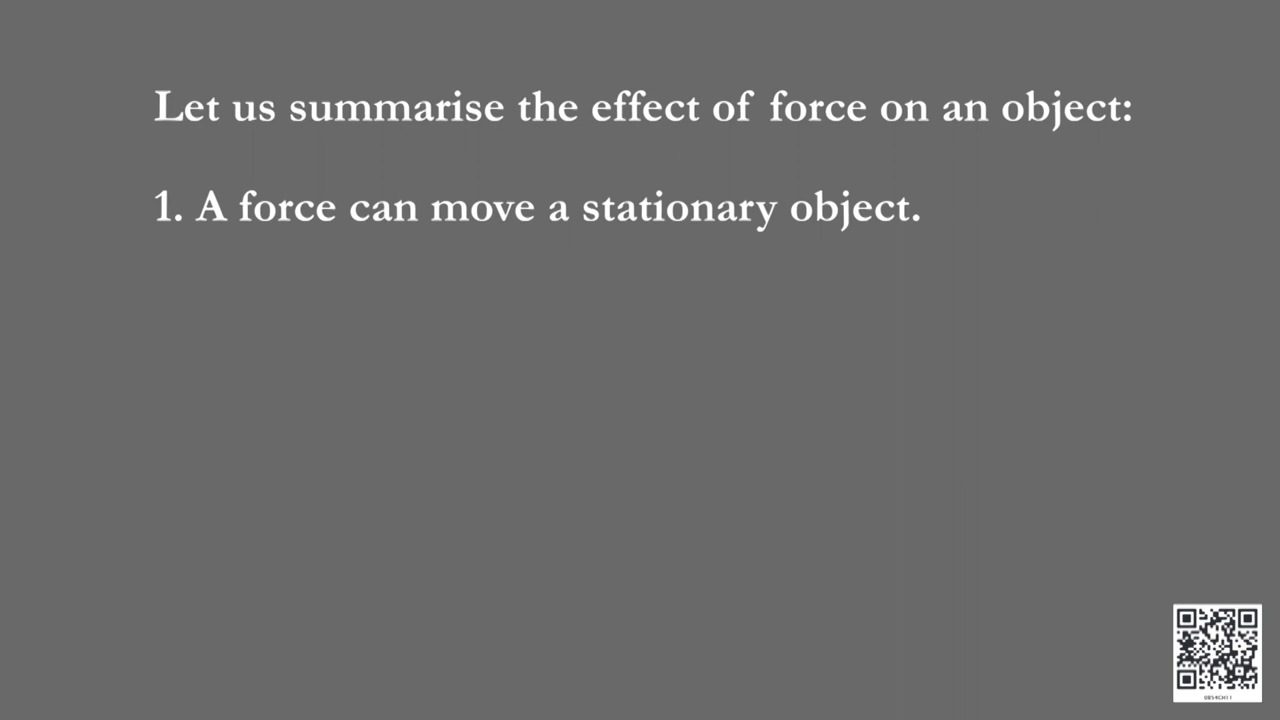 Let us summarise the effect of force on an object:
1. A force can move a stationary object.